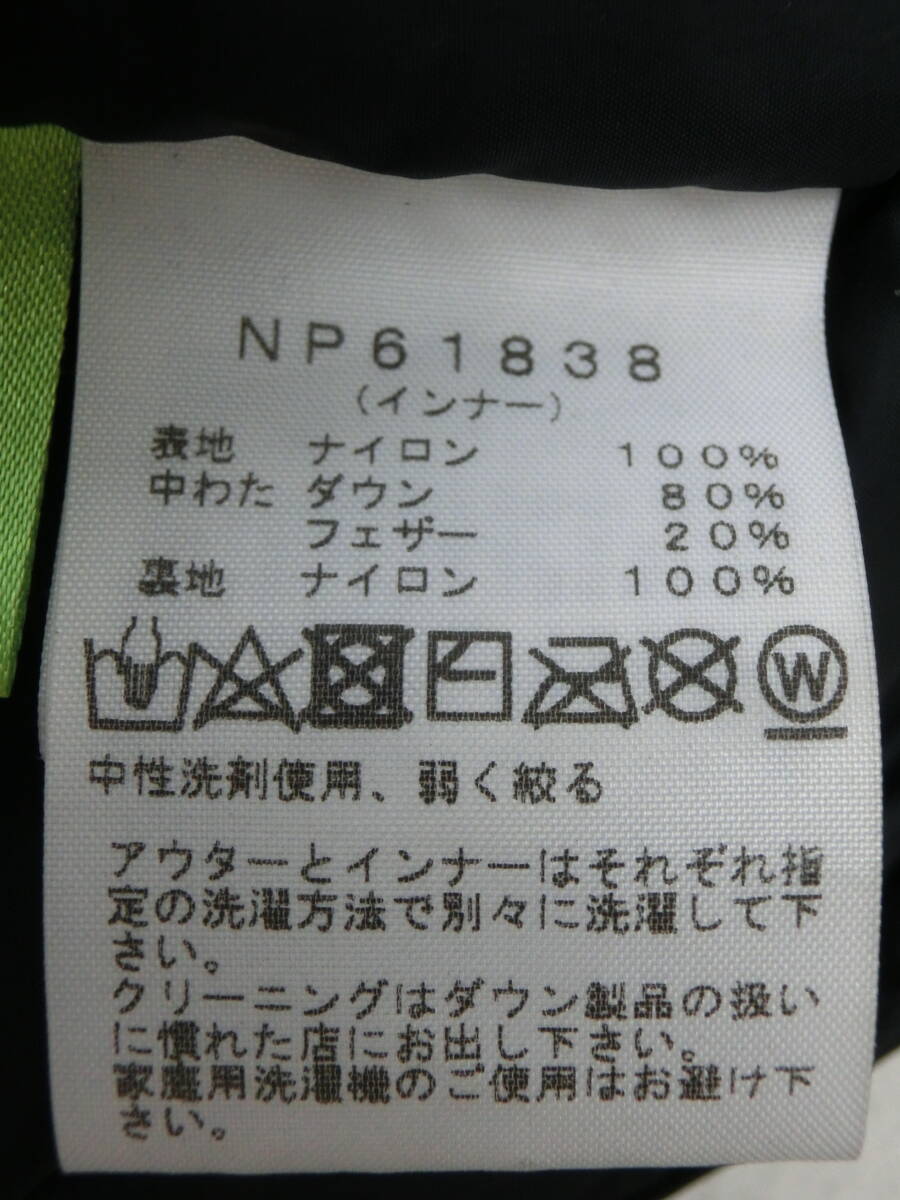 NP61838
(インナー)
表地 ナイロン 100%
中わた ダウン 80%
フェザー 20%
裏地 ナイロン 100%
W
中性洗剤使用、弱く絞る
アウターとインナーはそれぞれ指
定の洗濯方法で別々に洗濯して下
さい。
クリーニングはダウン製品の扱い
に慣れた店にお出し下さい。
家庭用洗濯機のご使用はお避け下
さい。